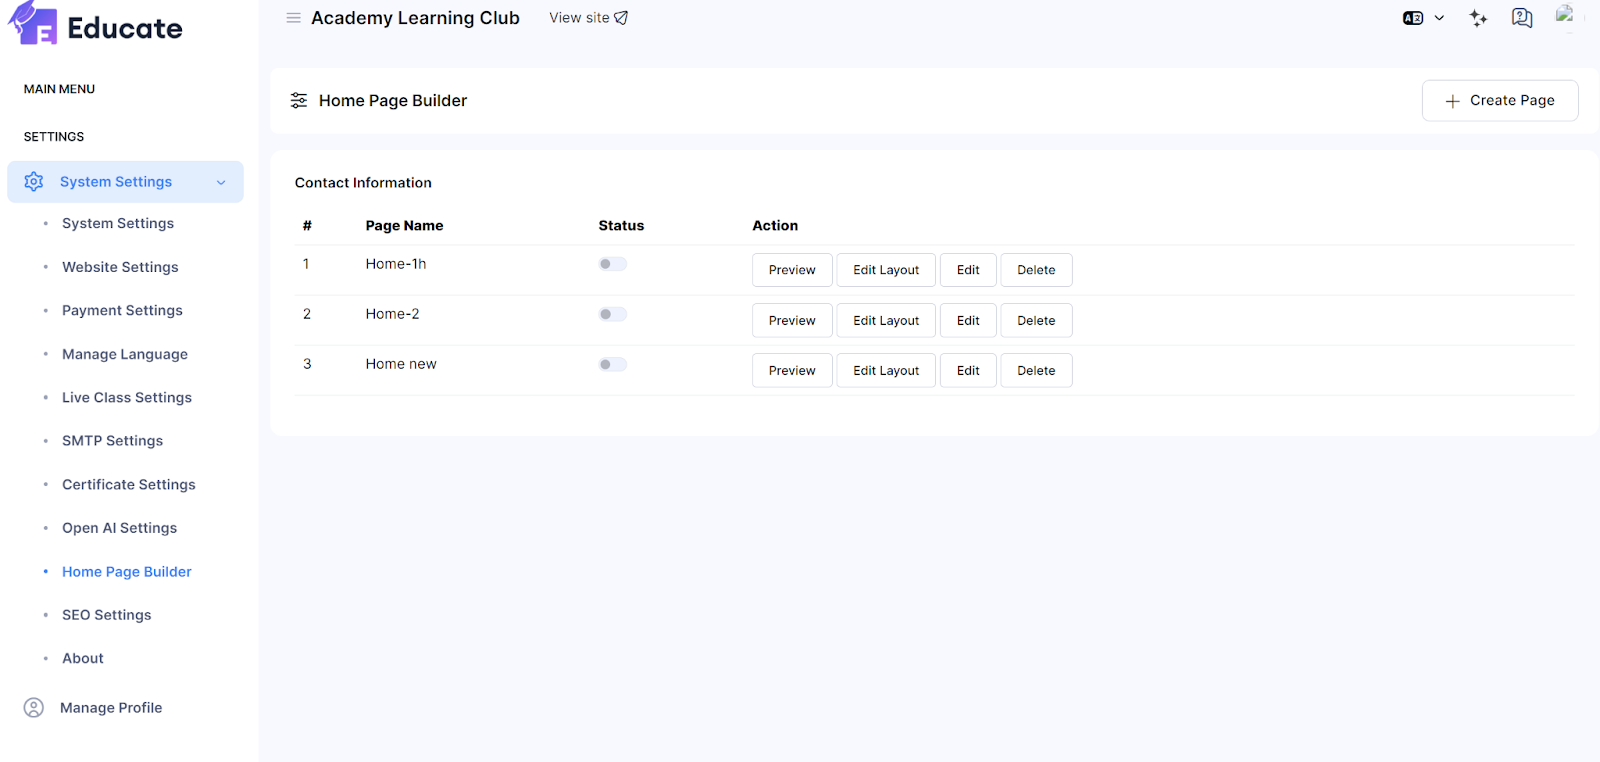 Educate
Academy Learning Club View site
MAIN MENU
SETTINGS
System Settings
System Settings
Website Settings
Payment Settings
Manage Language
Live Class Settings
SMTP Settings
Certificate Settings
Open AI Settings
Home Page Builder
SEO Settings
About
Manage Profile
Home Page Builder
Create Page
Contact Information
# Page Name Status Action
1 Home-1h Preview Edit Layout Edit Delete
2 Home-2 Preview Edit Layout Edit Delete
3 Home new Preview Edit Layout Edit Delete